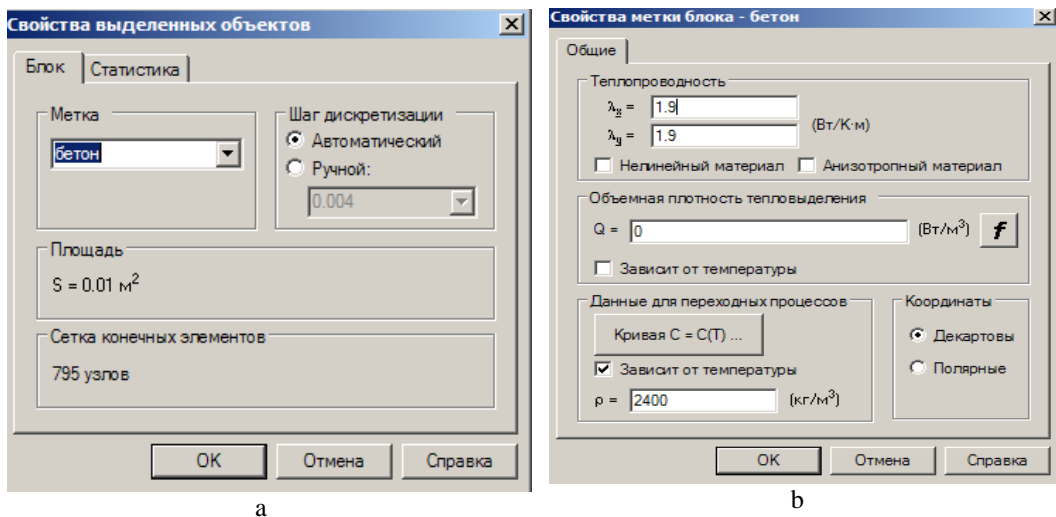 Свойства выделенных объектов
Блок
Статистика
Метка
бетон
Шаг дискретизации
Автоматический
Ручной:
0.004
Площадь
S = 0.01 м²
Сетка конечных элементов
795 узлов
ОК
Отмена
Справка
a
Свойства метки блока - бетон
Общие
Теплопроводность
λx = 1.9
λy = 1.9
(Вт/К·м)
Нелинейный материал
Анизотропный материал
Объемная плотность тепловыделения
Q = 0 (Вт/м³) f
Зависит от температуры
Данные для переходных процессов
Кривая C = C(T) ...
Зависит от температуры
ρ = 2400 (кг/м³)
Координаты
Декартовы
Полярные
ОК
Отмена
Справка
b